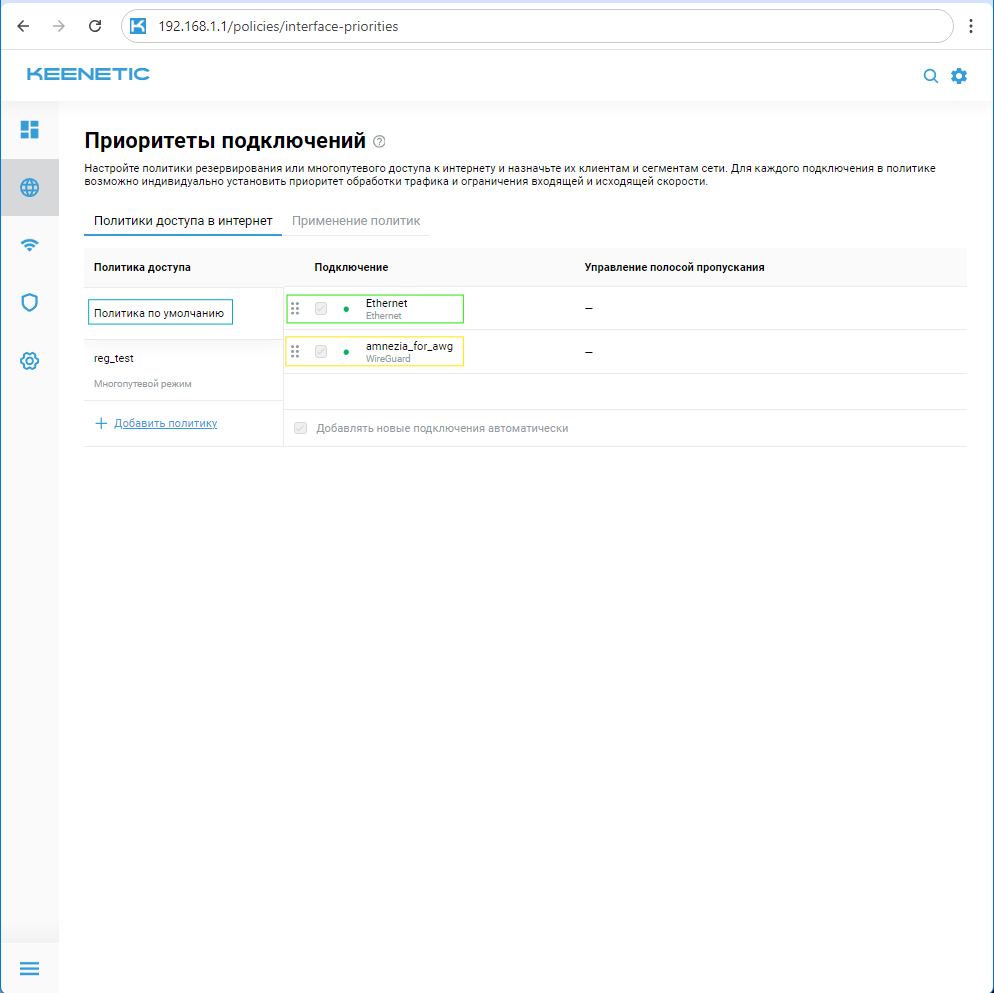 192.168.1.1/policies/interface-priorities
KEENETIC
Приоритеты подключений
Настройте политики резервирования или многопутевого доступа к интернету и назначьте их клиентам и сегментам сети. Для каждого подключения в политике
возможно индивидуально установить приоритет обработки трафика и ограничения входящей и исходящей скорости.
Политики доступа в интернет Применение политик
Политика доступа Подключение Управление полосой пропускания
Политика по умолчанию
Ethernet –
Ethernet
amnezia_for_awg –
WireGuard
reg_test
Многопутевой режим
Добавить политику
Добавлять новые подключения автоматически